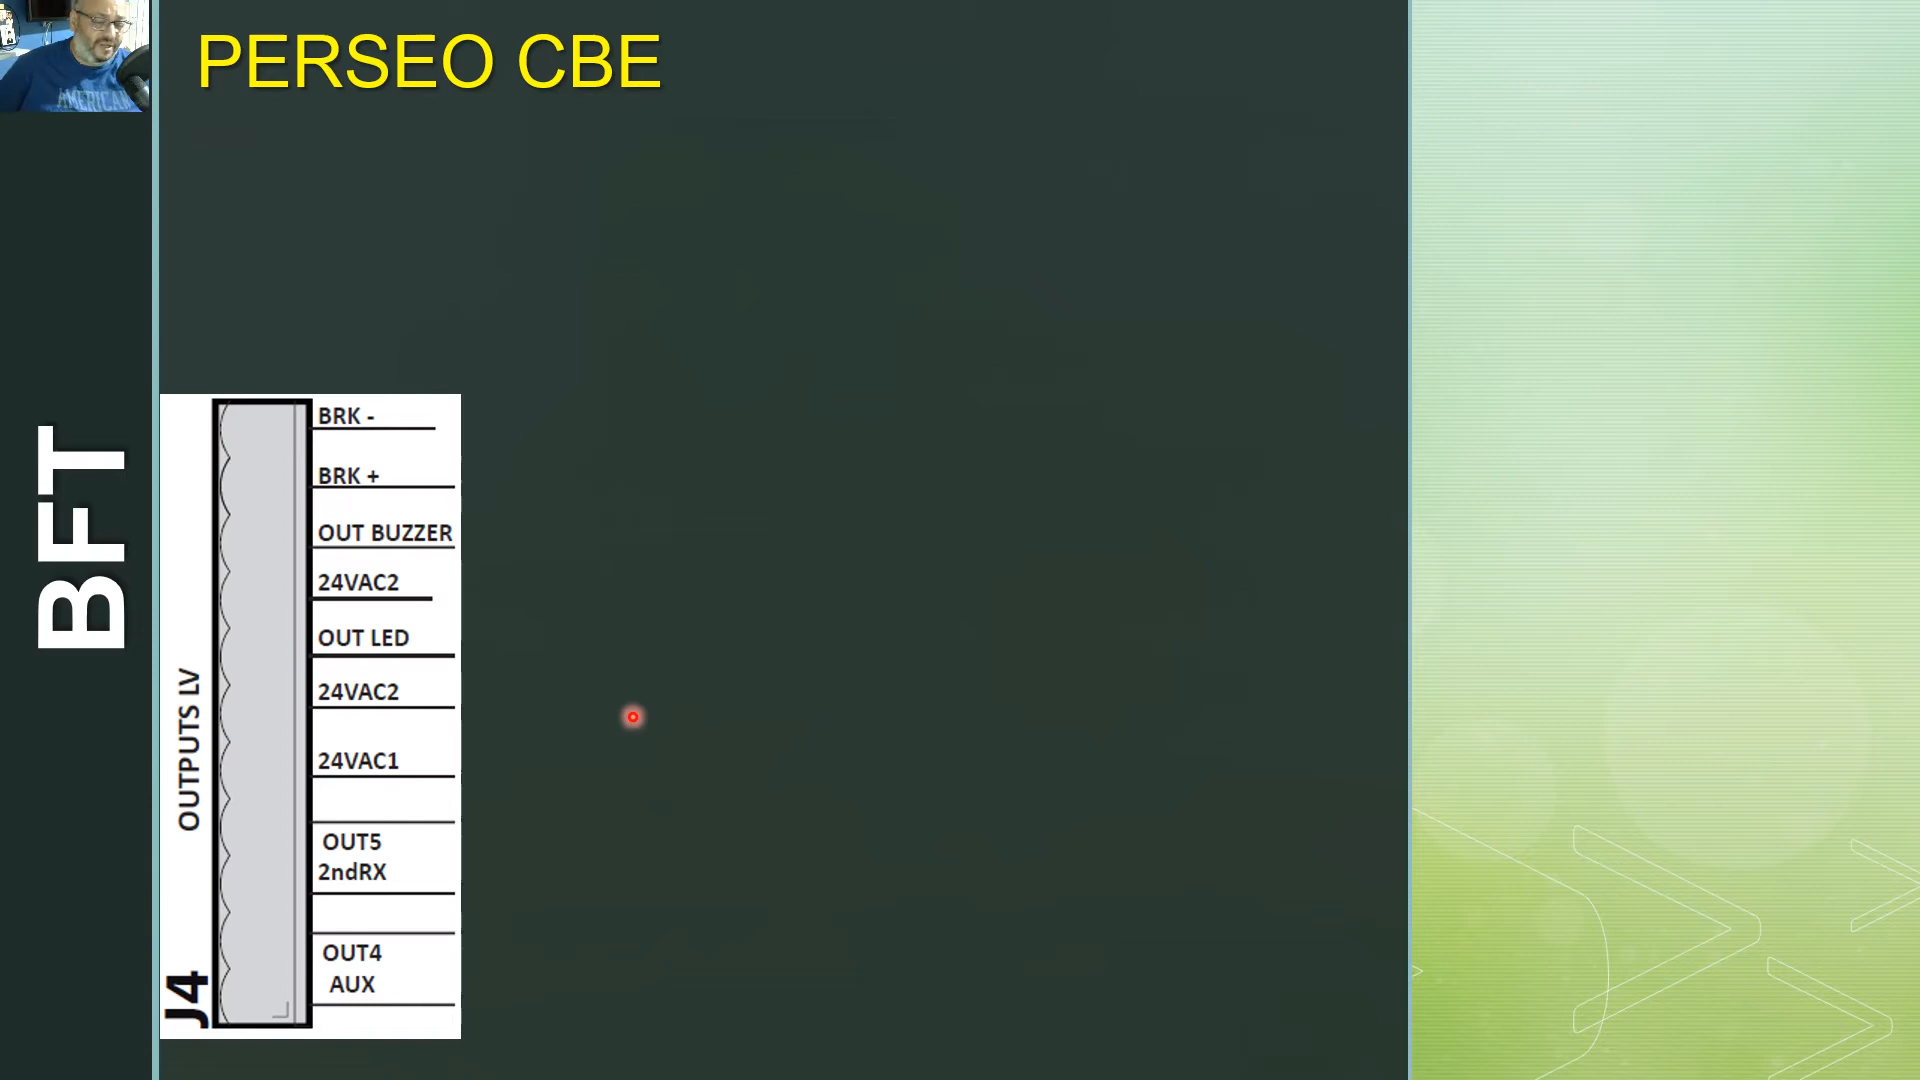 PERSEO CBE
AMERICAN
BFT
OUTPUTS LV
J4
BRK -
BRK +
OUT BUZZER
24VAC2
OUT LED
24VAC2
24VAC1
OUT5
2ndRX
OUT4
AUX